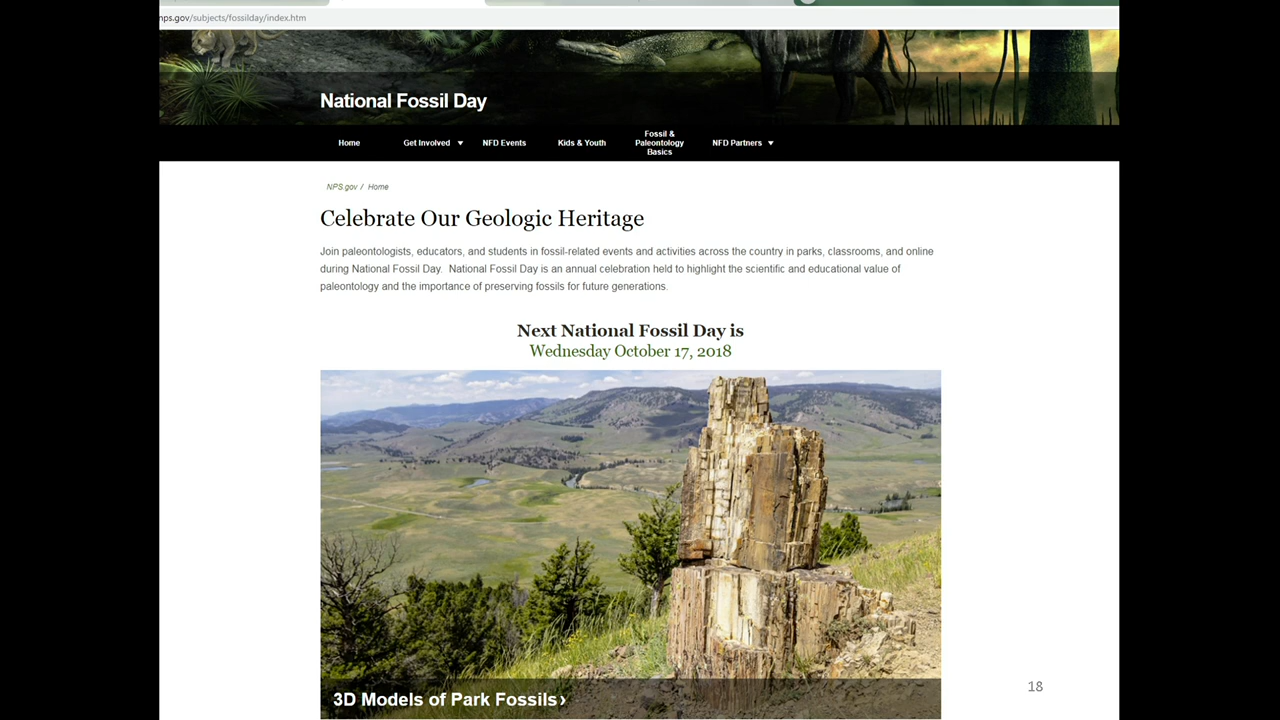 nps.gov/subjects/fossilday/index.htm
National Fossil Day
Home
Get Involved
NFD Events
Kids & Youth
Fossil &
Paleontology
Basics
NFD Partners
NPS.gov / Home
Celebrate Our Geologic Heritage
Join paleontologists, educators, and students in fossil-related events and activities across the country in parks, classrooms, and online
during National Fossil Day. National Fossil Day is an annual celebration held to highlight the scientific and educational value of
paleontology and the importance of preserving fossils for future generations.
Next National Fossil Day is
Wednesday October 17, 2018
3D Models of Park Fossils›
18